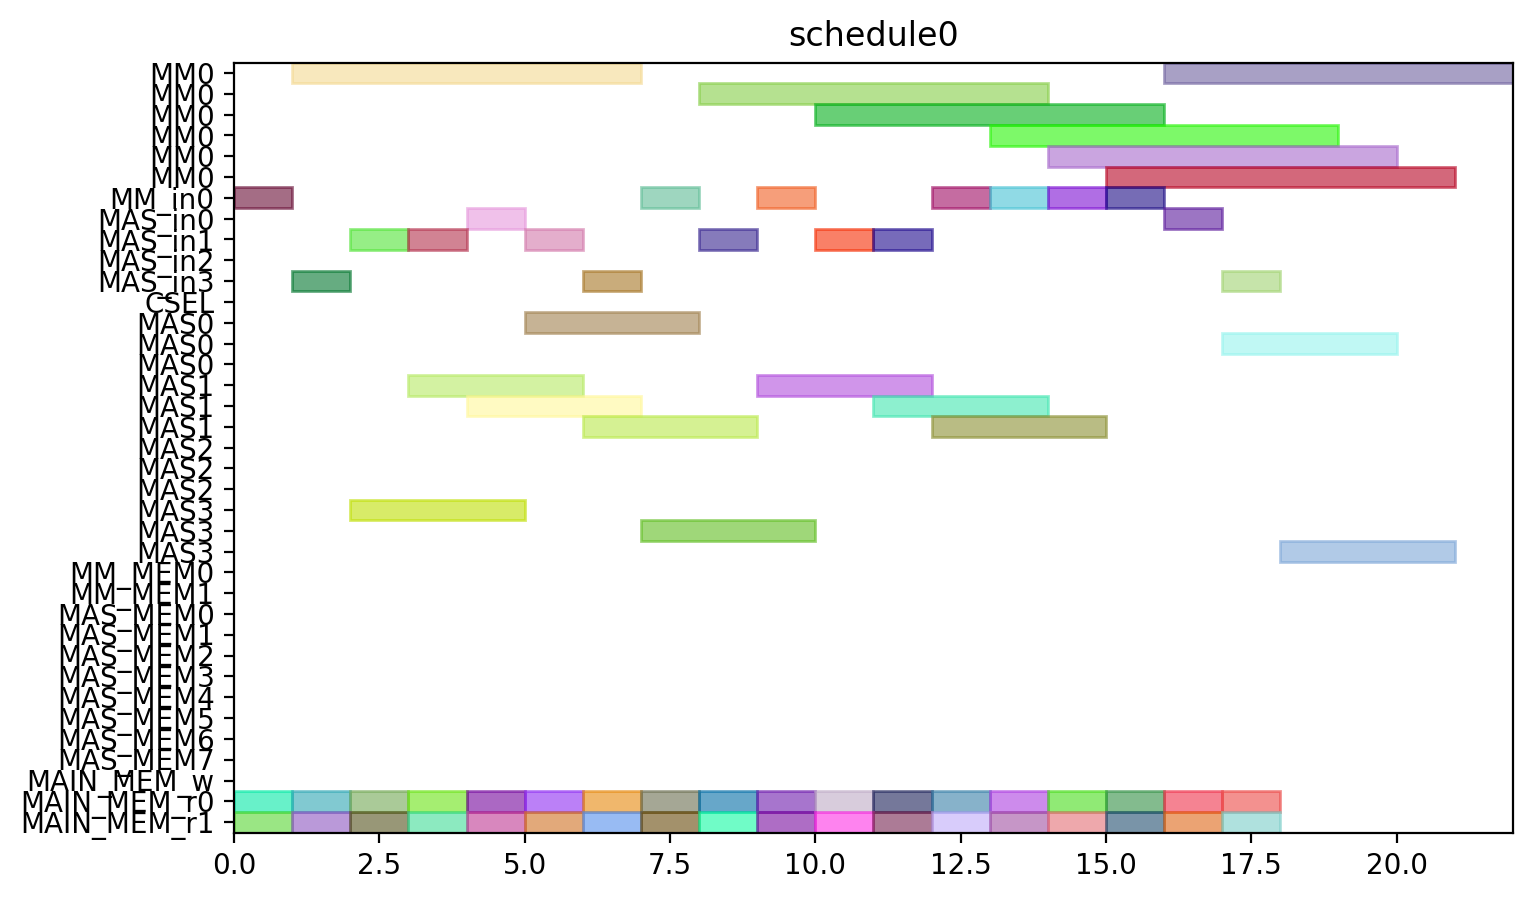 schedule0
MM0
MM0
MM0
MM0
MM0
MM0
MM_in0
MAS_in0
MAS_in1
MAS_in2
MAS_in3
CSEL
MAS0
MAS0
MAS0
MAS1
MAS1
MAS1
MAS2
MAS2
MAS2
MAS3
MAS3
MAS3
MM_MEM0
MM_MEM1
MAS_MEM0
MAS_MEM1
MAS_MEM2
MAS_MEM3
MAS_MEM4
MAS_MEM5
MAS_MEM6
MAS_MEM7
MAIN_MEM_w
MAIN_MEM_r0
MAIN_MEM_r1
0.0 2.5 5.0 7.5 10.0 12.5 15.0 17.5 20.0